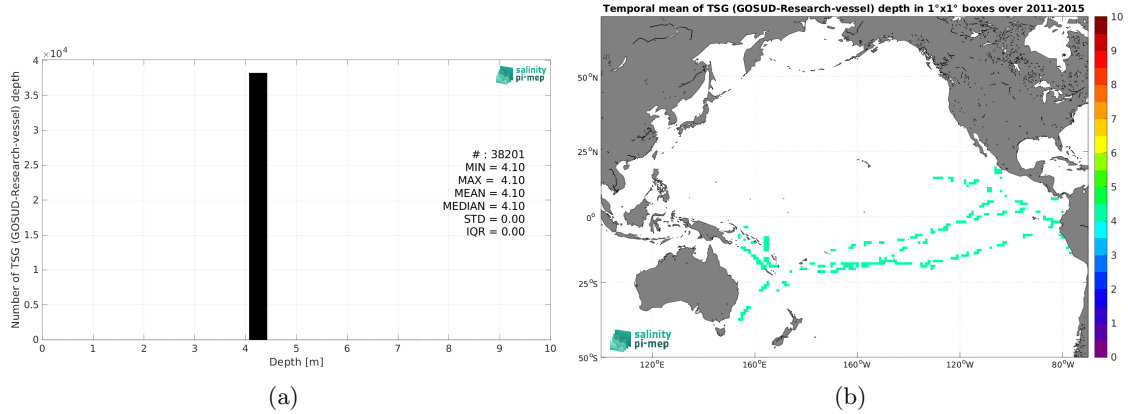 Temporal mean of TSG (GOSUD-Research-vessel) depth in 1°x1° boxes over 2011-2015
×10⁴
Number of TSG (GOSUD-Research-vessel) depth
4
3.5
3
2.5
2
1.5
1
0.5
0
0 1 2 3 4 5 6 7 8 9 10
Depth [m]
salinity
pi-mep
# : 38201
MIN = 4.10
MAX = 4.10
MEAN = 4.10
MEDIAN = 4.10
STD = 0.00
IQR = 0.00
(a)
50°N
25°N
0°
25°S
50°S
120°E 160°E 160°W 120°W 80°W
salinity
pi-mep
10
9
8
7
6
5
4
3
2
1
0
(b)